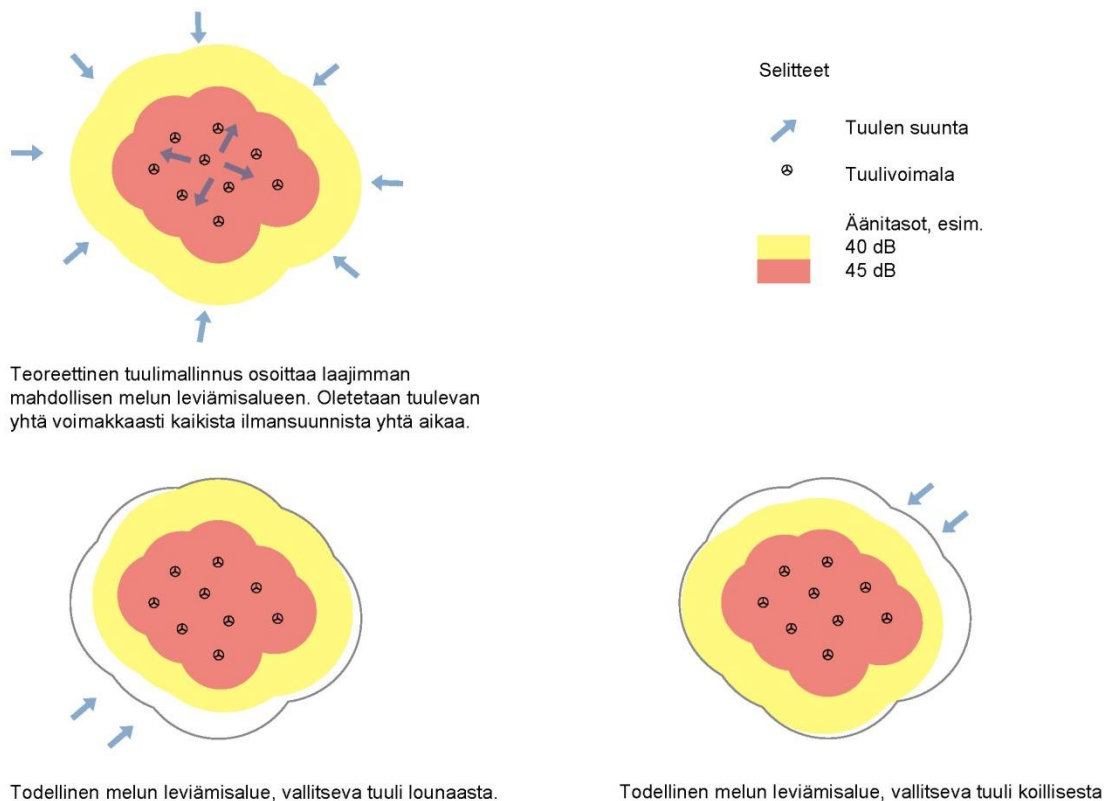 Selitteet
Tuulen suunta
Tuulivoimala
Äänitasot, esim.
40 dB
45 dB
Teoreettinen tuulimallinnus osoittaa laajimman
mahdollisen melun leviämisalueen. Oletetaan tuulevan
yhtä voimakkaasti kaikista ilmansuunnista yhtä aikaa.
Todellinen melun leviämisalue, vallitseva tuuli lounaasta.
Todellinen melun leviämisalue, vallitseva tuuli koillisesta